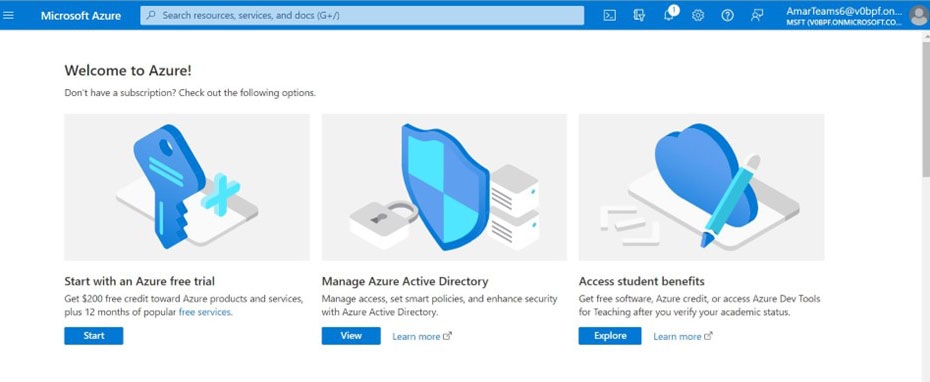 Microsoft Azure
Search resources, services, and docs (G+/)
1
AmarTeams6@v0bpf.on...
MSFT (V0BPF.ONMICROSOFT.CO...
Welcome to Azure!
Don't have a subscription? Check out the following options.
Start with an Azure free trial
Get $200 free credit toward Azure products and services,
plus 12 months of popular free services.
Start
Manage Azure Active Directory
Manage access, set smart policies, and enhance security
with Azure Active Directory.
View
Learn more
Access student benefits
Get free software, Azure credit, or access Azure Dev Tools
for Teaching after you verify your academic status.
Explore
Learn more